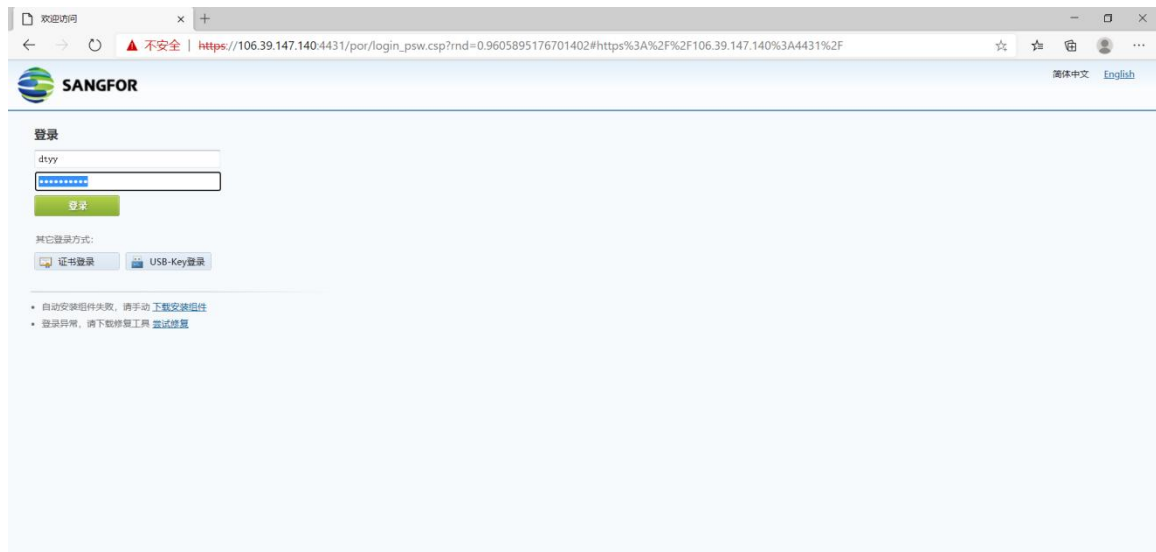 欢迎访问
不安全 | https://106.39.147.140:4431/por/login_psw.csp?rnd=0.9605895176701402#https%3A%2F%2F106.39.147.140%3A4431%2F
SANGFOR
简体中文 English
登录
dtyy
••••••••••
登录
其它登录方式:
证书登录 USB-Key登录
自动安装组件失败，请手动 下载安装组件
登录异常，请下载修复工具 尝试修复